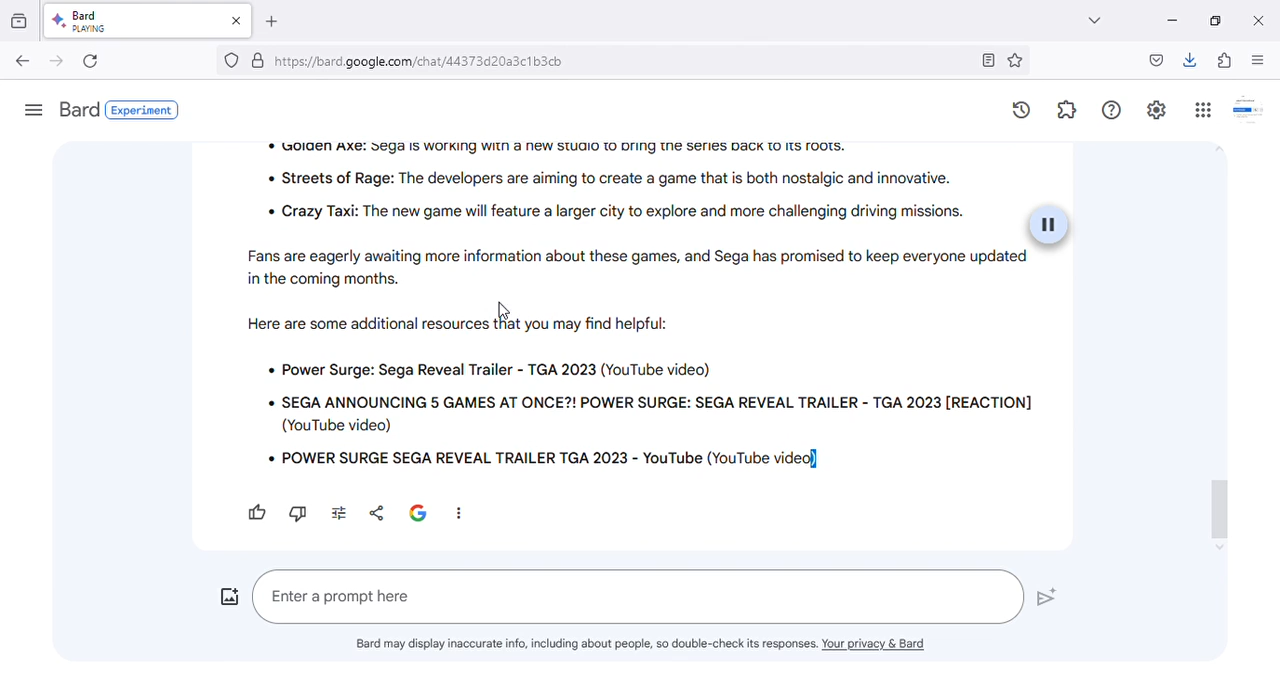 Bard
PLAYING
https://bard.google.com/chat/44373d20a3c1b3cb
Bard Experiment
• Golden Axe: Sega is working with a new studio to bring the series back to its roots.
• Streets of Rage: The developers are aiming to create a game that is both nostalgic and innovative.
• Crazy Taxi: The new game will feature a larger city to explore and more challenging driving missions.
Fans are eagerly awaiting more information about these games, and Sega has promised to keep everyone updated
in the coming months.
Here are some additional resources that you may find helpful:
• Power Surge: Sega Reveal Trailer - TGA 2023 (YouTube video)
• SEGA ANNOUNCING 5 GAMES AT ONCE?! POWER SURGE: SEGA REVEAL TRAILER - TGA 2023 [REACTION]
(YouTube video)
• POWER SURGE SEGA REVEAL TRAILER TGA 2023 - YouTube (YouTube video)
Enter a prompt here
Bard may display inaccurate info, including about people, so double-check its responses. Your privacy & Bard